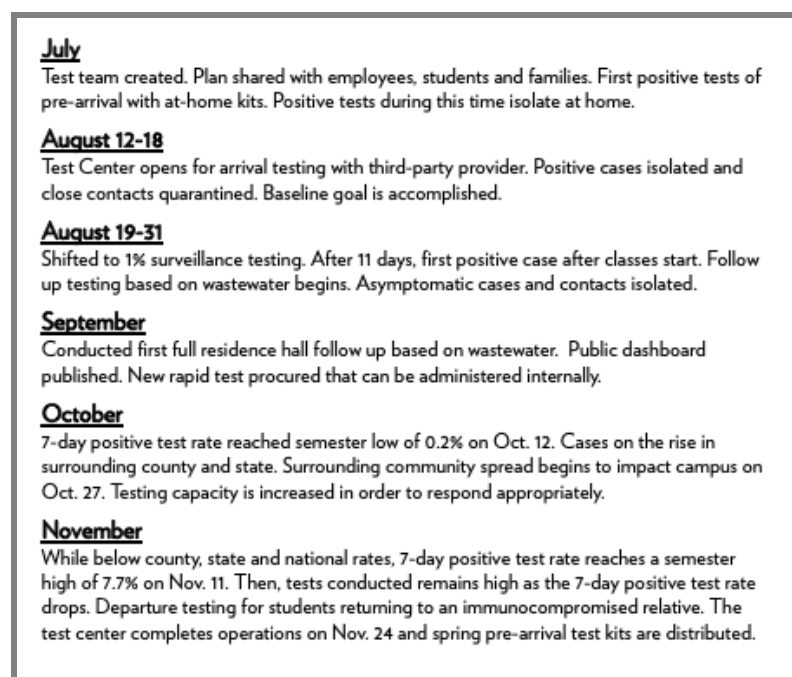 July
Test team created. Plan shared with employees, students and families. First positive tests of
pre-arrival with at-home kits. Positive tests during this time isolate at home.
August 12-18
Test Center opens for arrival testing with third-party provider. Positive cases isolated and
close contacts quarantined. Baseline goal is accomplished.
August 19-31
Shifted to 1% surveillance testing. After 11 days, first positive case after classes start. Follow
up testing based on wastewater begins. Asymptomatic cases and contacts isolated.
September
Conducted first full residence hall follow up based on wastewater. Public dashboard
published. New rapid test procured that can be administered internally.
October
7-day positive test rate reached semester low of 0.2% on Oct. 12. Cases on the rise in
surrounding county and state. Surrounding community spread begins to impact campus on
Oct. 27. Testing capacity is increased in order to respond appropriately.
November
While below county, state and national rates, 7-day positive test rate reaches a semester
high of 7.7% on Nov. 11. Then, tests conducted remains high as the 7-day positive test rate
drops. Departure testing for students returning to an immunocompromised relative. The
test center completes operations on Nov. 24 and spring pre-arrival test kits are distributed.